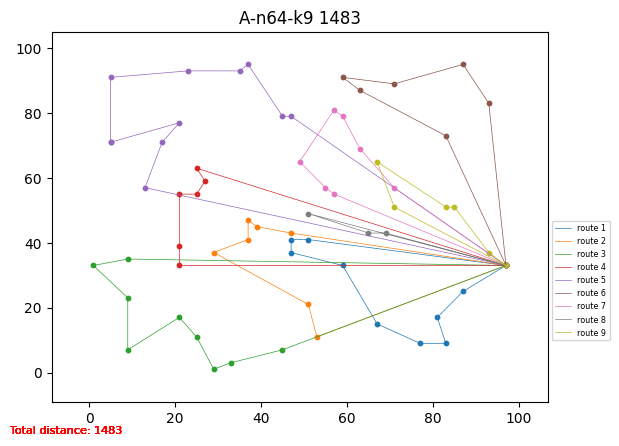 A-n64-k9 1483
100
80
60
40
20
0
0 20 40 60 80 100
route 1
route 2
route 3
route 4
route 5
route 6
route 7
route 8
route 9
Total distance: 1483